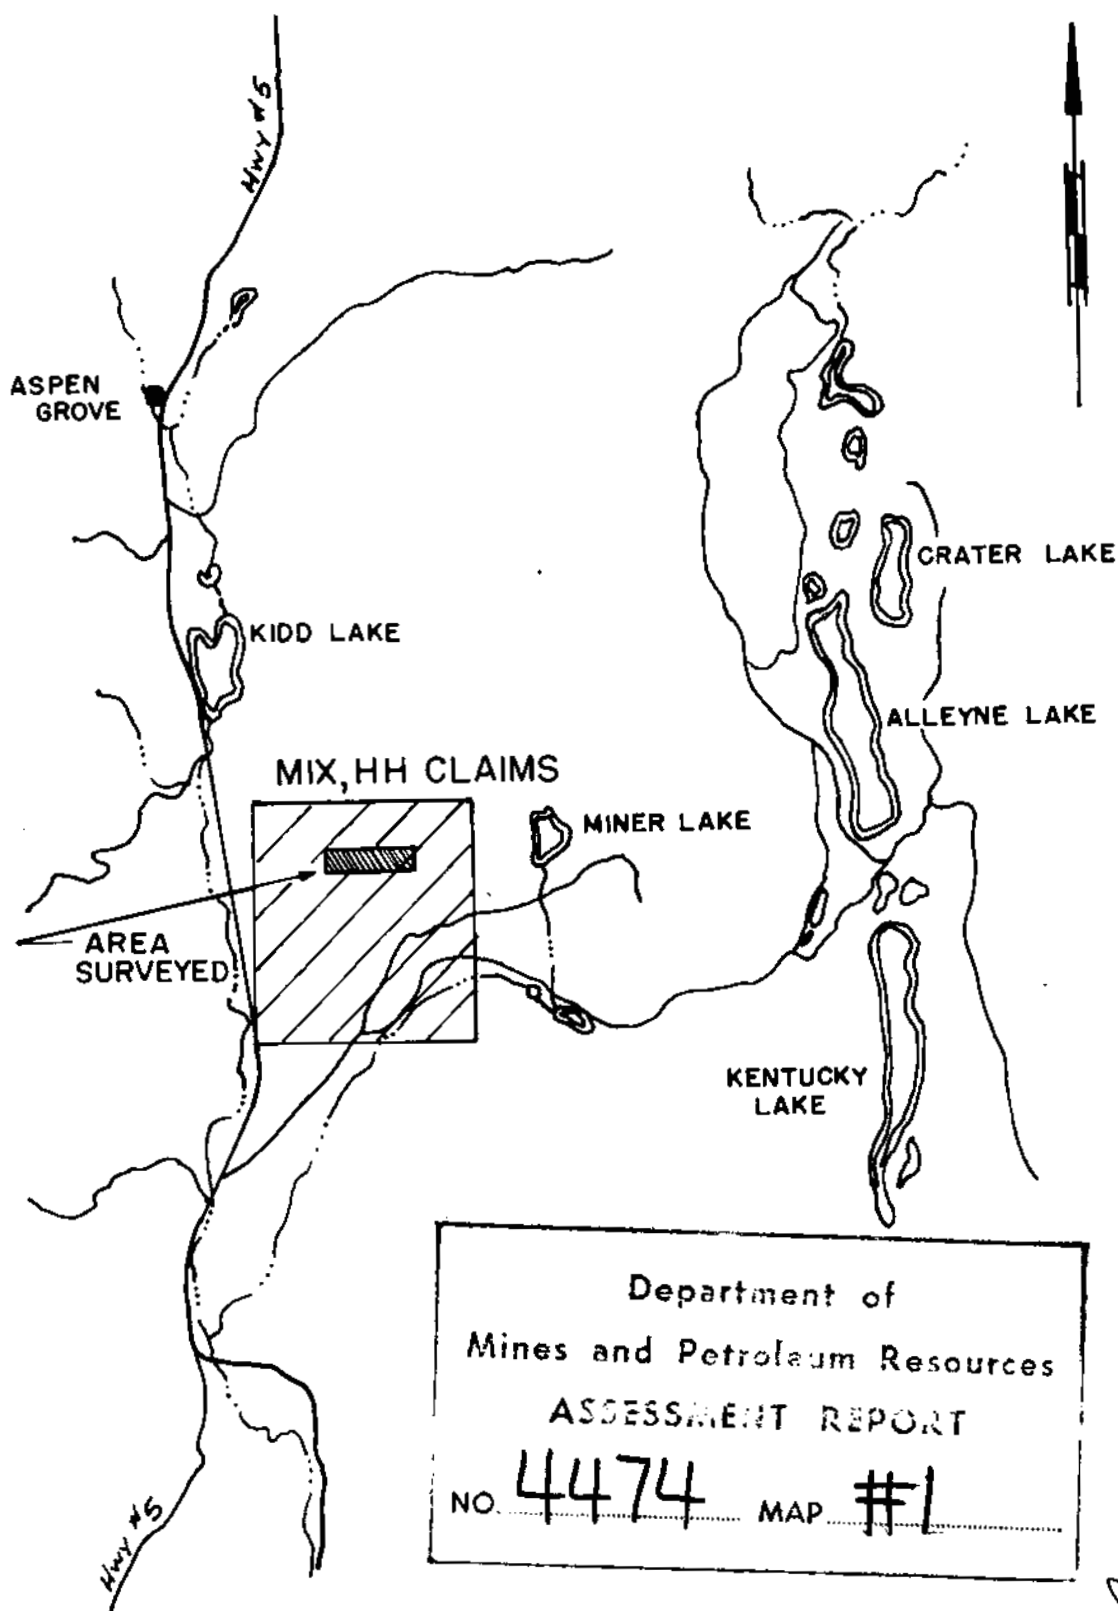 Hwy #5
ASPEN
GROVE
CRATER LAKE
KIDD LAKE
ALLEYNE LAKE
MIX, HH CLAIMS
MINER LAKE
AREA
SURVEYED
KENTUCKY
LAKE
Department of
Mines and Petroleum Resources
ASSESSMENT REPORT
NO. 4474 MAP #1
Hwy #5